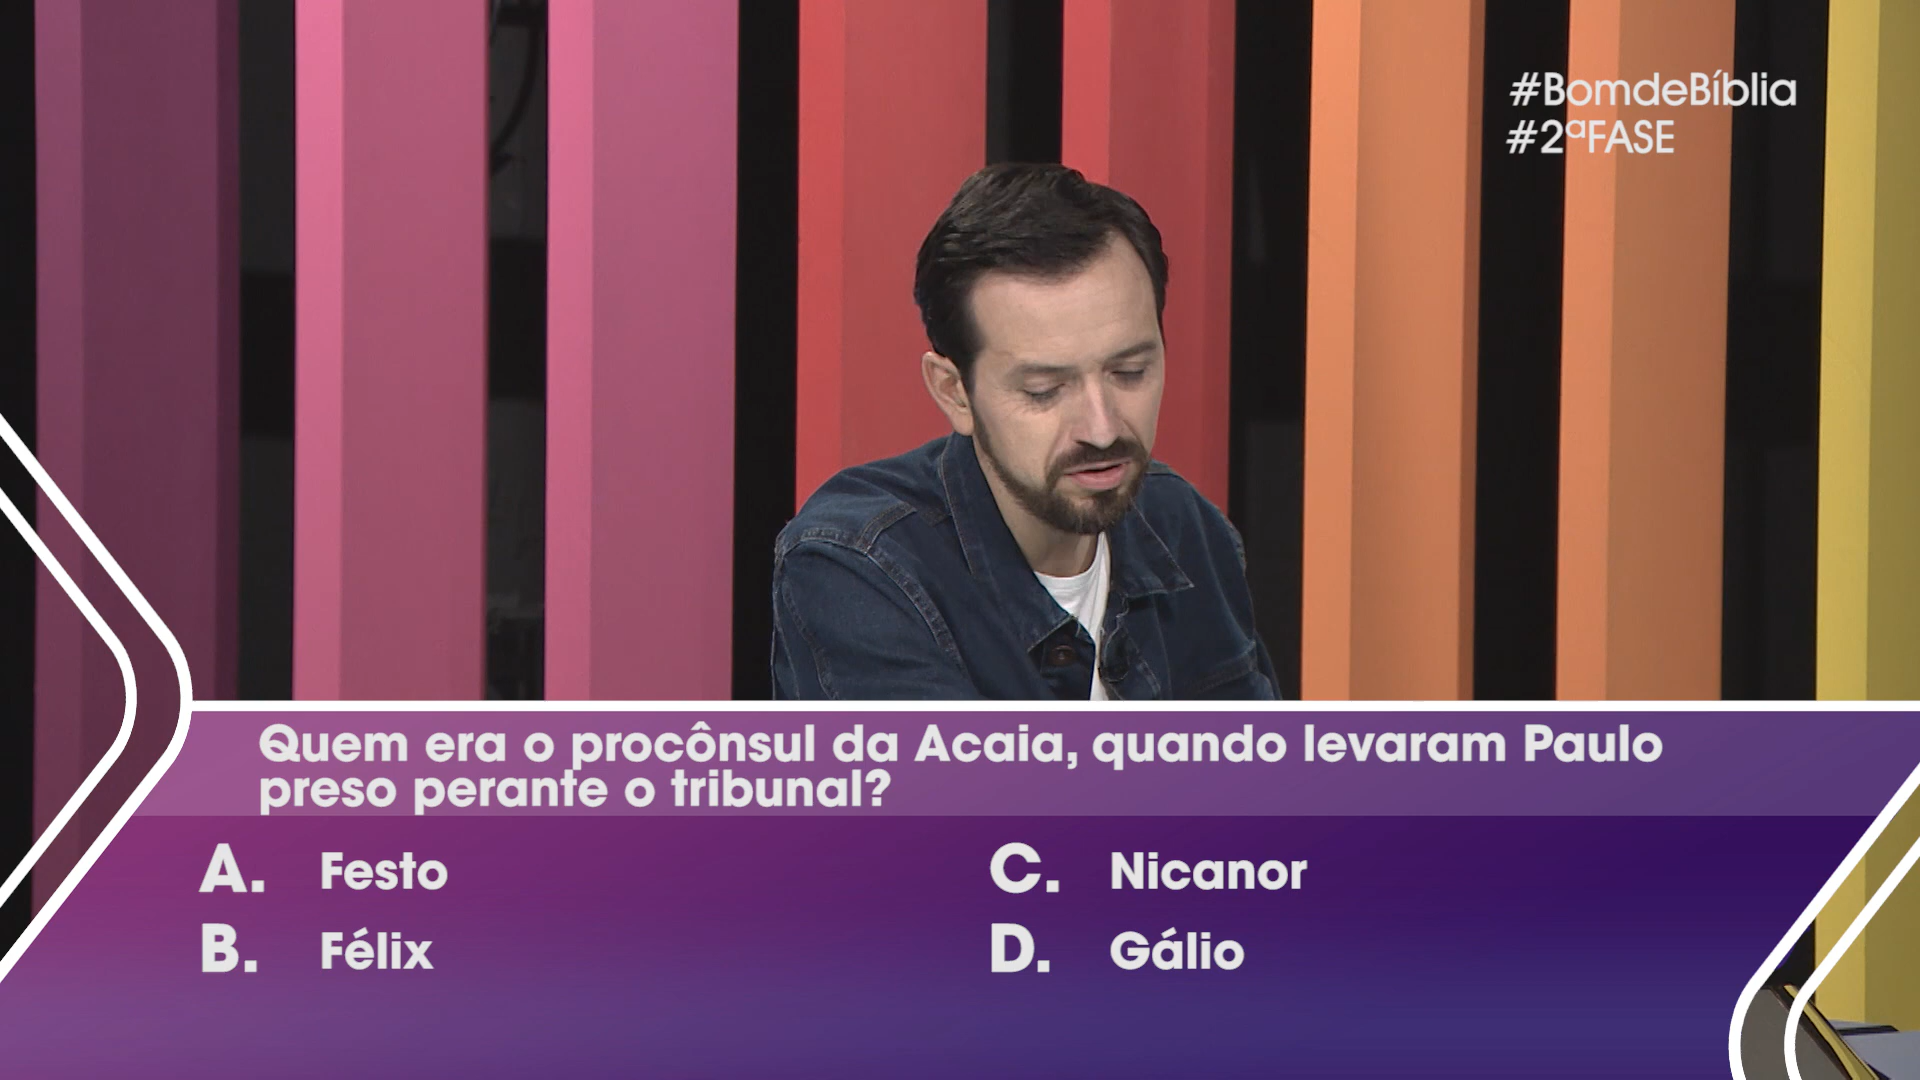 #BomdeBíblia
#2ªFASE
Quem era o procônsul da Acaia, quando levaram Paulo
preso perante o tribunal?
A. Festo
B. Félix
C. Nicanor
D. Gálio